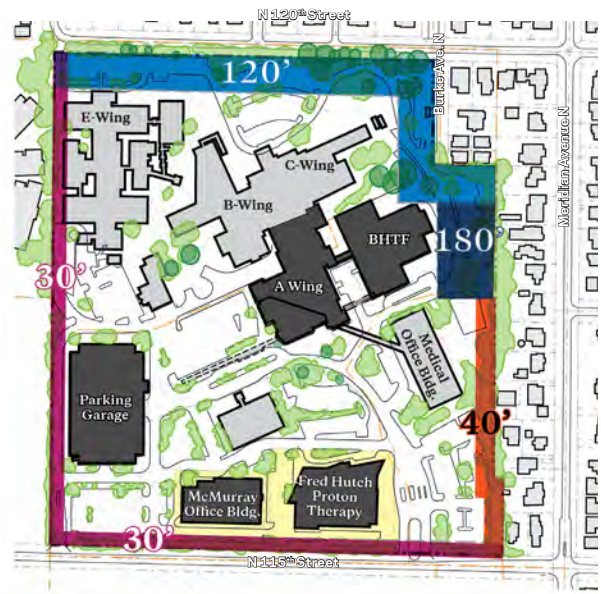 N 120th Street
120'
Burke Ave. N
Meridian Avenue N
E-Wing
C-Wing
B-Wing
BHTF
180'
30'
A Wing
Medical
Office Bldg.
Parking
Garage
40'
McMurray
Office Bldg.
Fred Hutch
Proton
Therapy
30'
N 115th Street